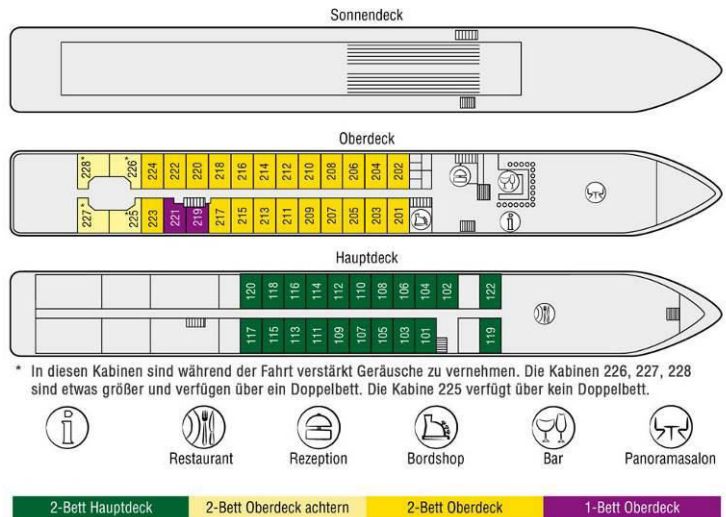 Sonnendeck
Oberdeck
228* 226* 224 222 220 218 216 214 212 210 208 206 204 202
227* 225* 223 221 219 217 215 213 211 209 207 205 203 201
i
Hauptdeck
120 118 116 114 112 110 108 106 104 102 122
117 115 113 111 109 107 105 103 101 119
* In diesen Kabinen sind während der Fahrt verstärkt Geräusche zu vernehmen. Die Kabinen 226, 227, 228
sind etwas größer und verfügen über ein Doppelbett. Die Kabine 225 verfügt über kein Doppelbett.
i
Restaurant Rezeption Bordshop Bar Panoramasalon
2-Bett Hauptdeck 2-Bett Oberdeck achtern 2-Bett Oberdeck 1-Bett Oberdeck